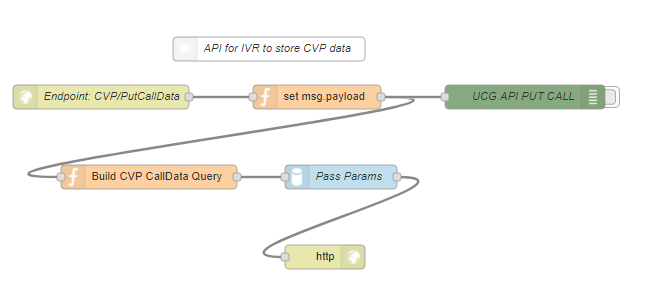 API for IVR to store CVP data
Endpoint: CVP/PutCallData
set msg.payload
UCG API PUT CALL
Build CVP CallData Query
Pass Params
http